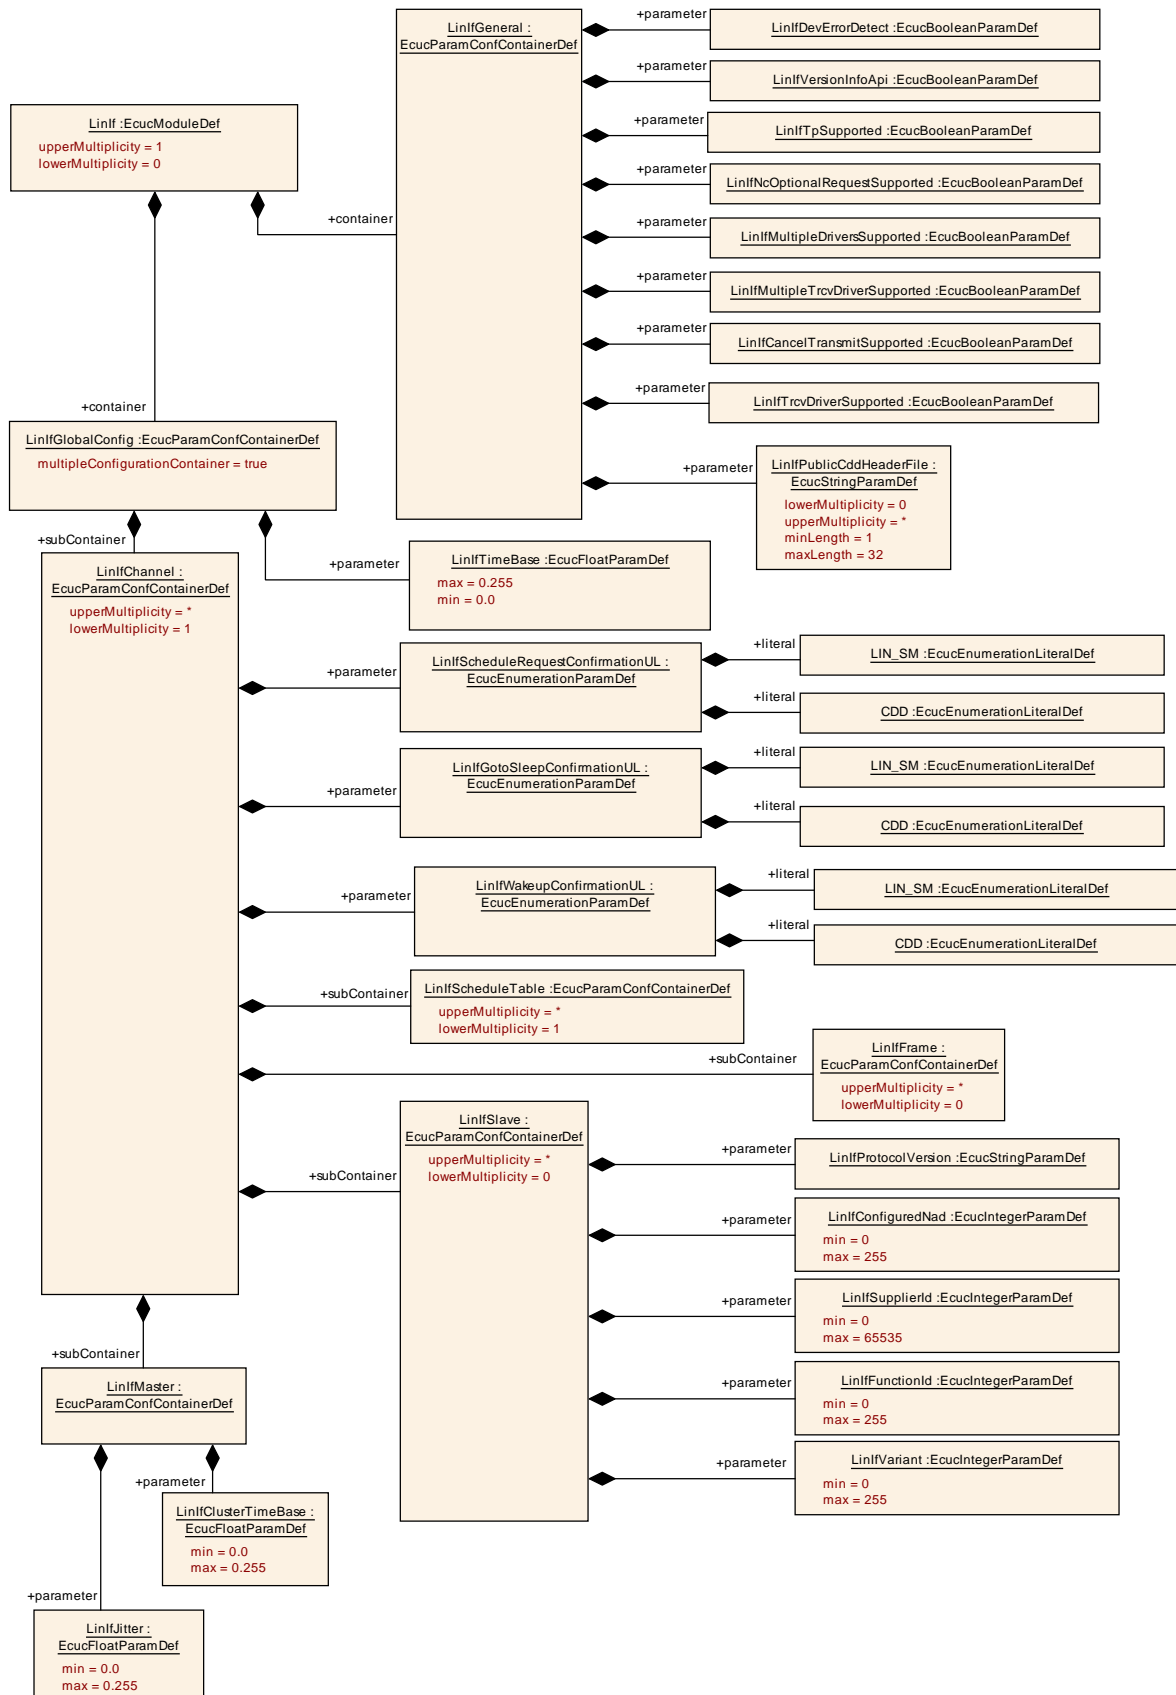 LinIfGeneral :
EcucParamConfContainerDef
+parameter
LinIfDevErrorDetect :EcucBooleanParamDef
+parameter
LinIfVersionInfoApi :EcucBooleanParamDef
+parameter
LinIfTpSupported :EcucBooleanParamDef
+parameter
LinIfNcOptionalRequestSupported :EcucBooleanParamDef
+parameter
LinIfMultipleDriversSupported :EcucBooleanParamDef
+parameter
LinIfMultipleTrcvDriverSupported :EcucBooleanParamDef
+parameter
LinIfCancelTransmitSupported :EcucBooleanParamDef
+parameter
LinIfTrcvDriverSupported :EcucBooleanParamDef
+parameter
LinIfPublicCddHeaderFile :
EcucStringParamDef
lowerMultiplicity = 0
upperMultiplicity = *
minLength = 1
maxLength = 32
LinIf :EcucModuleDef
upperMultiplicity = 1
lowerMultiplicity = 0
+container
+container
LinIfGlobalConfig :EcucParamConfContainerDef
multipleConfigurationContainer = true
+subContainer
+parameter
LinIfTimeBase :EcucFloatParamDef
max = 0.255
min = 0.0
LinIfChannel :
EcucParamConfContainerDef
upperMultiplicity = *
lowerMultiplicity = 1
+parameter
LinIfScheduleRequestConfirmationUL :
EcucEnumerationParamDef
+literal
LIN_SM :EcucEnumerationLiteralDef
+literal
CDD :EcucEnumerationLiteralDef
+parameter
LinIfGotoSleepConfirmationUL :
EcucEnumerationParamDef
+literal
LIN_SM :EcucEnumerationLiteralDef
+literal
CDD :EcucEnumerationLiteralDef
+parameter
LinIfWakeupConfirmationUL :
EcucEnumerationParamDef
+literal
LIN_SM :EcucEnumerationLiteralDef
+literal
CDD :EcucEnumerationLiteralDef
+subContainer
LinIfScheduleTable :EcucParamConfContainerDef
upperMultiplicity = *
lowerMultiplicity = 1
+subContainer
LinIfFrame :
EcucParamConfContainerDef
upperMultiplicity = *
lowerMultiplicity = 0
+subContainer
LinIfSlave :
EcucParamConfContainerDef
upperMultiplicity = *
lowerMultiplicity = 0
+parameter
LinIfProtocolVersion :EcucStringParamDef
+parameter
LinIfConfiguredNad :EcucIntegerParamDef
min = 0
max = 255
+parameter
LinIfSupplierId :EcucIntegerParamDef
min = 0
max = 65535
+parameter
LinIfFunctionId :EcucIntegerParamDef
min = 0
max = 255
+parameter
LinIfVariant :EcucIntegerParamDef
min = 0
max = 255
+subContainer
LinIfMaster :
EcucParamConfContainerDef
+parameter
LinIfClusterTimeBase :
EcucFloatParamDef
min = 0.0
max = 0.255
+parameter
LinIfJitter :
EcucFloatParamDef
min = 0.0
max = 0.255